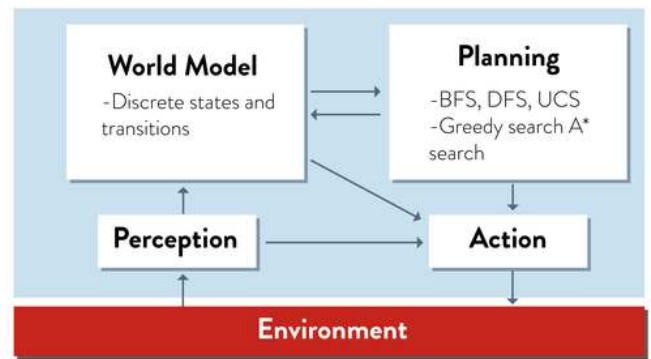 World Model
-Discrete states and
transitions
Planning
-BFS, DFS, UCS
-Greedy search A*
search
Perception
Action
Environment